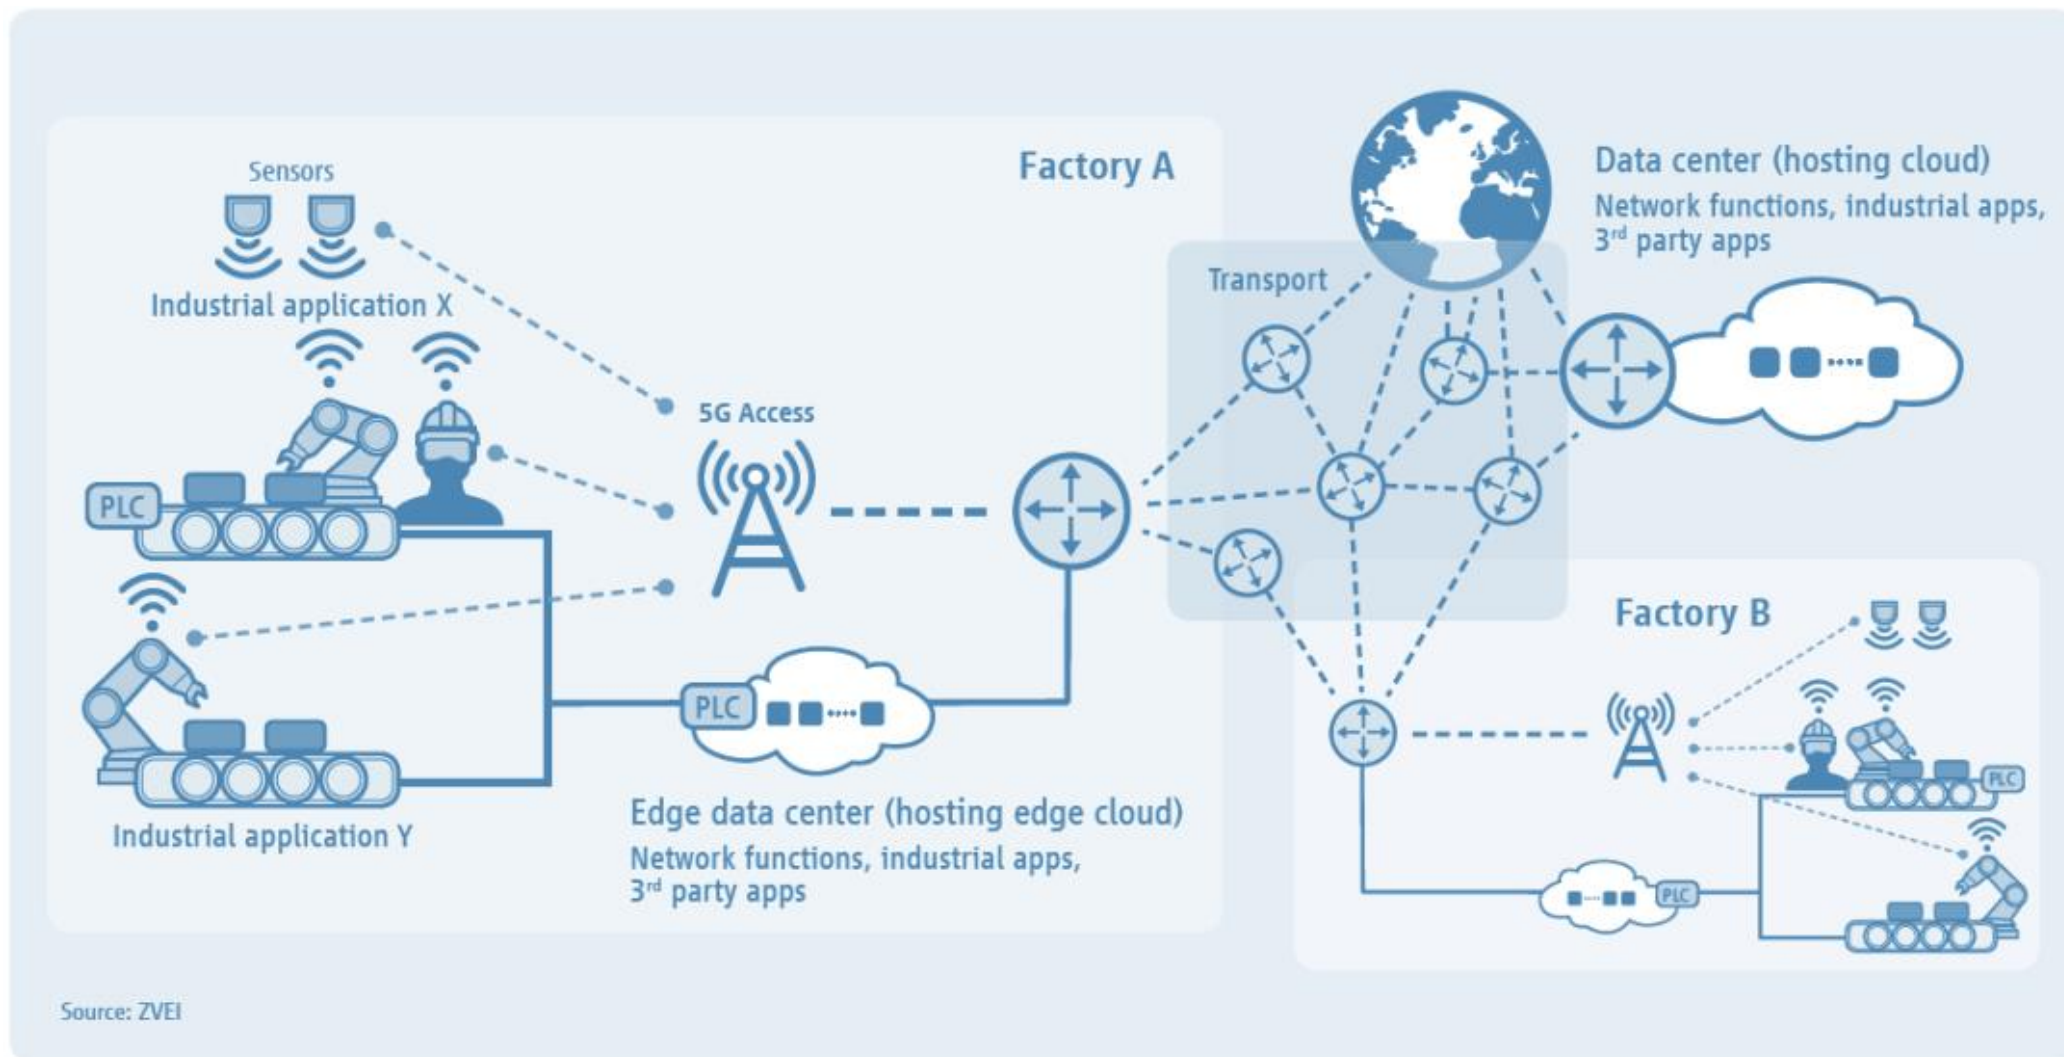 Factory A
Sensors
Industrial application X
5G Access
PLC
PLC
Industrial application Y
Edge data center (hosting edge cloud)
Network functions, industrial apps,
3rd party apps
Transport
Data center (hosting cloud)
Network functions, industrial apps,
3rd party apps
Factory B
PLC
PLC
Source: ZVEI